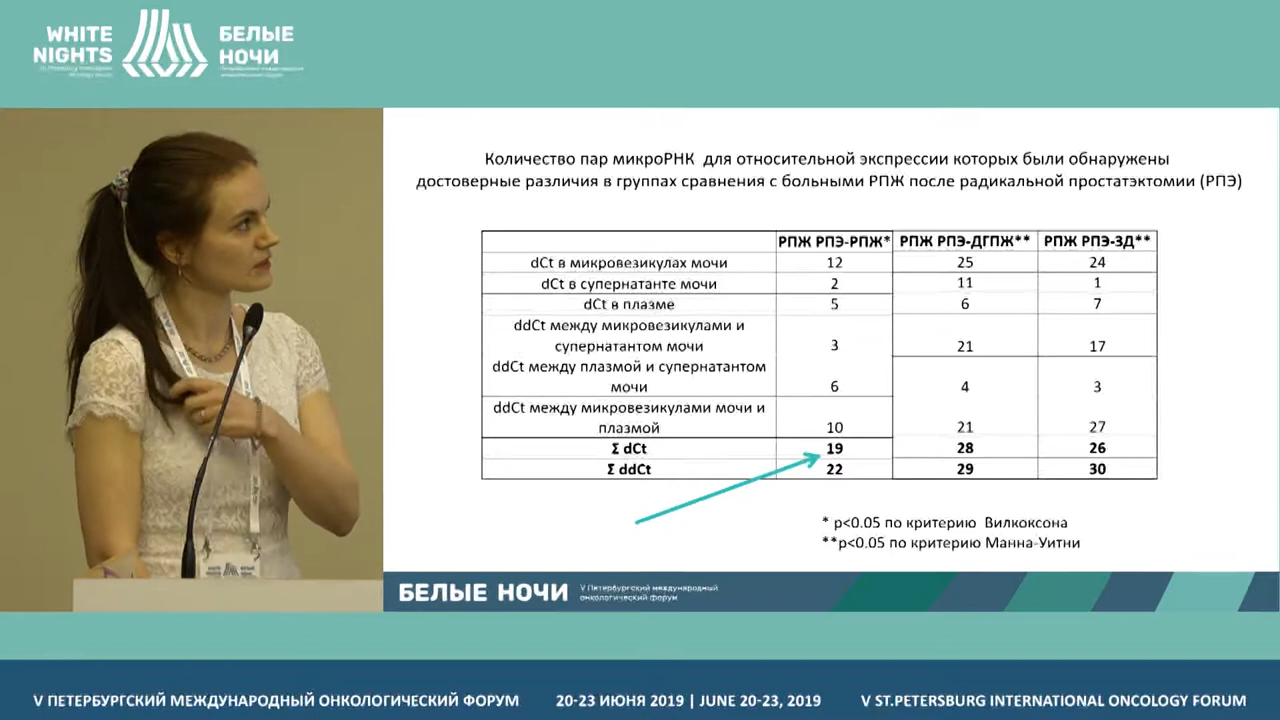 WHITE
NIGHTS
БЕЛЫЕ
НОЧИ
Количество пар микроРНК для относительной экспрессии которых были обнаружены
достоверные различия в группах сравнения с больными РПЖ после радикальной простатэктомии (РПЭ)
РПЖ РПЭ-РПЖ* РПЖ РПЭ-ДГПЖ** РПЖ РПЭ-ЗД**
dCt в микровезикулах мочи 12 25 24
dCt в супернатанте мочи 2 11 1
dCt в плазме 5 6 7
ddCt между микровезикулами и
супернатантом мочи 3 21 17
ddCt между плазмой и супернатантом
мочи 6 4 3
ddCt между микровезикулами мочи и
плазмой 10 21 27
Σ dCt 19 28 26
Σ ddCt 22 29 30
* p<0.05 по критерию Вилкоксона
**p<0.05 по критерию Манна-Уитни
БЕЛЫЕ НОЧИ
V Петербургский международный
онкологический форум
V ПЕТЕРБУРГСКИЙ МЕЖДУНАРОДНЫЙ ОНКОЛОГИЧЕСКИЙ ФОРУМ 20-23 ИЮНЯ 2019 | JUNE 20-23, 2019 V ST.PETERSBURG INTERNATIONAL ONCOLOGY FORUM